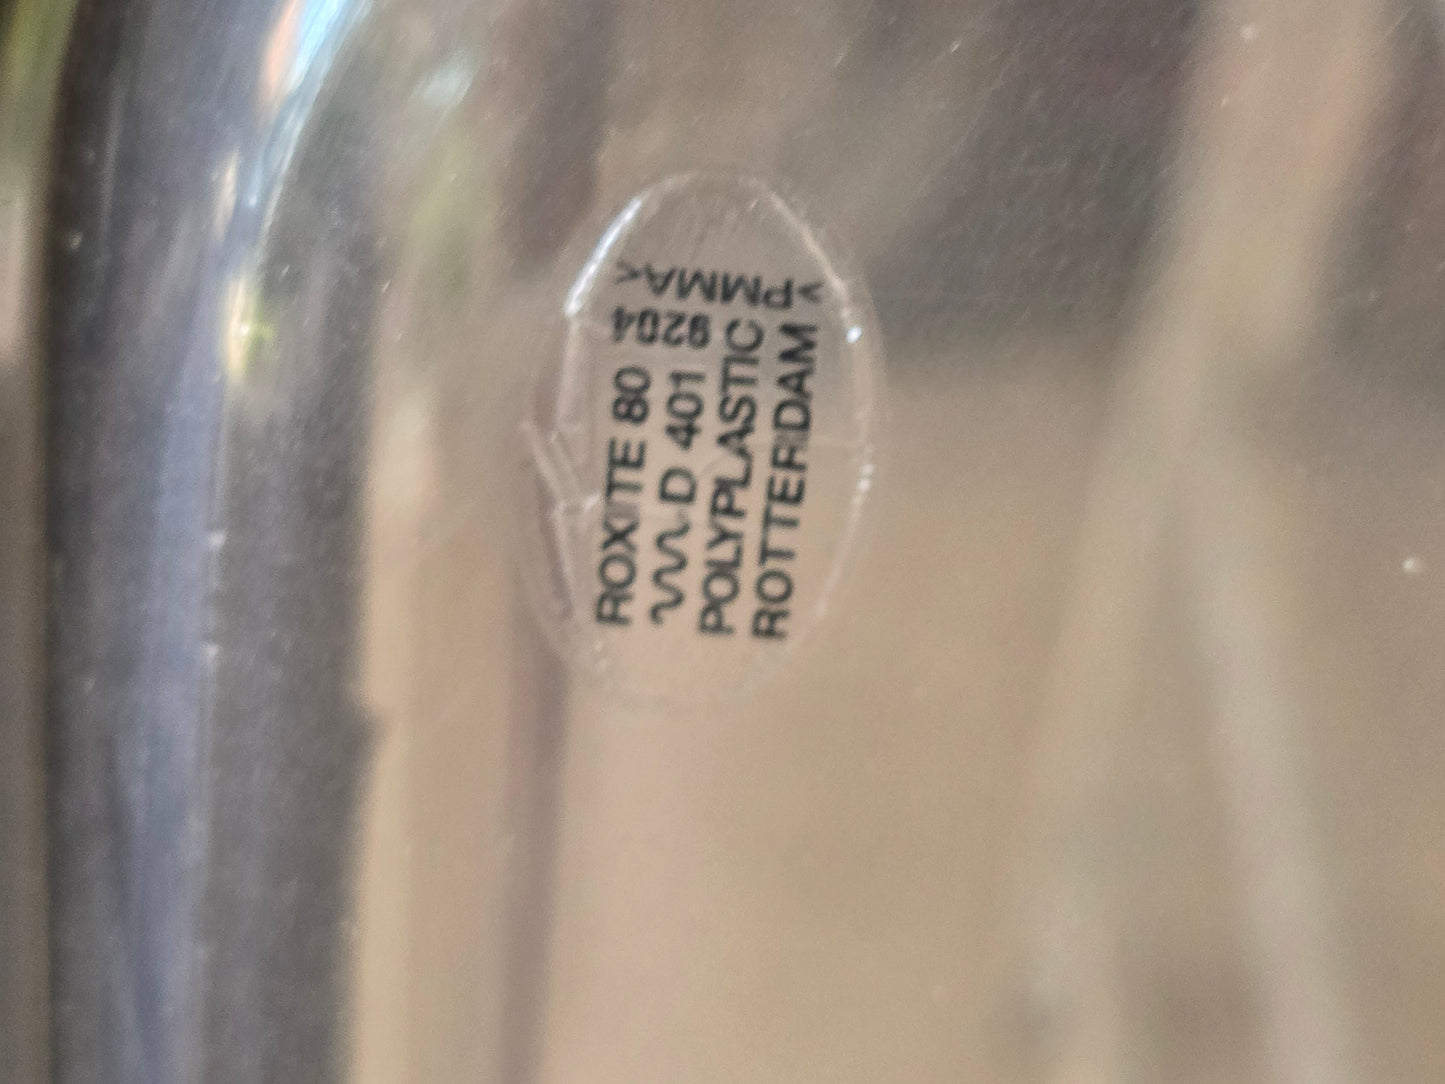 ROXITE 80
D 401
POLYPLASTIC
ROTTERDAM
9204
>PMMA<